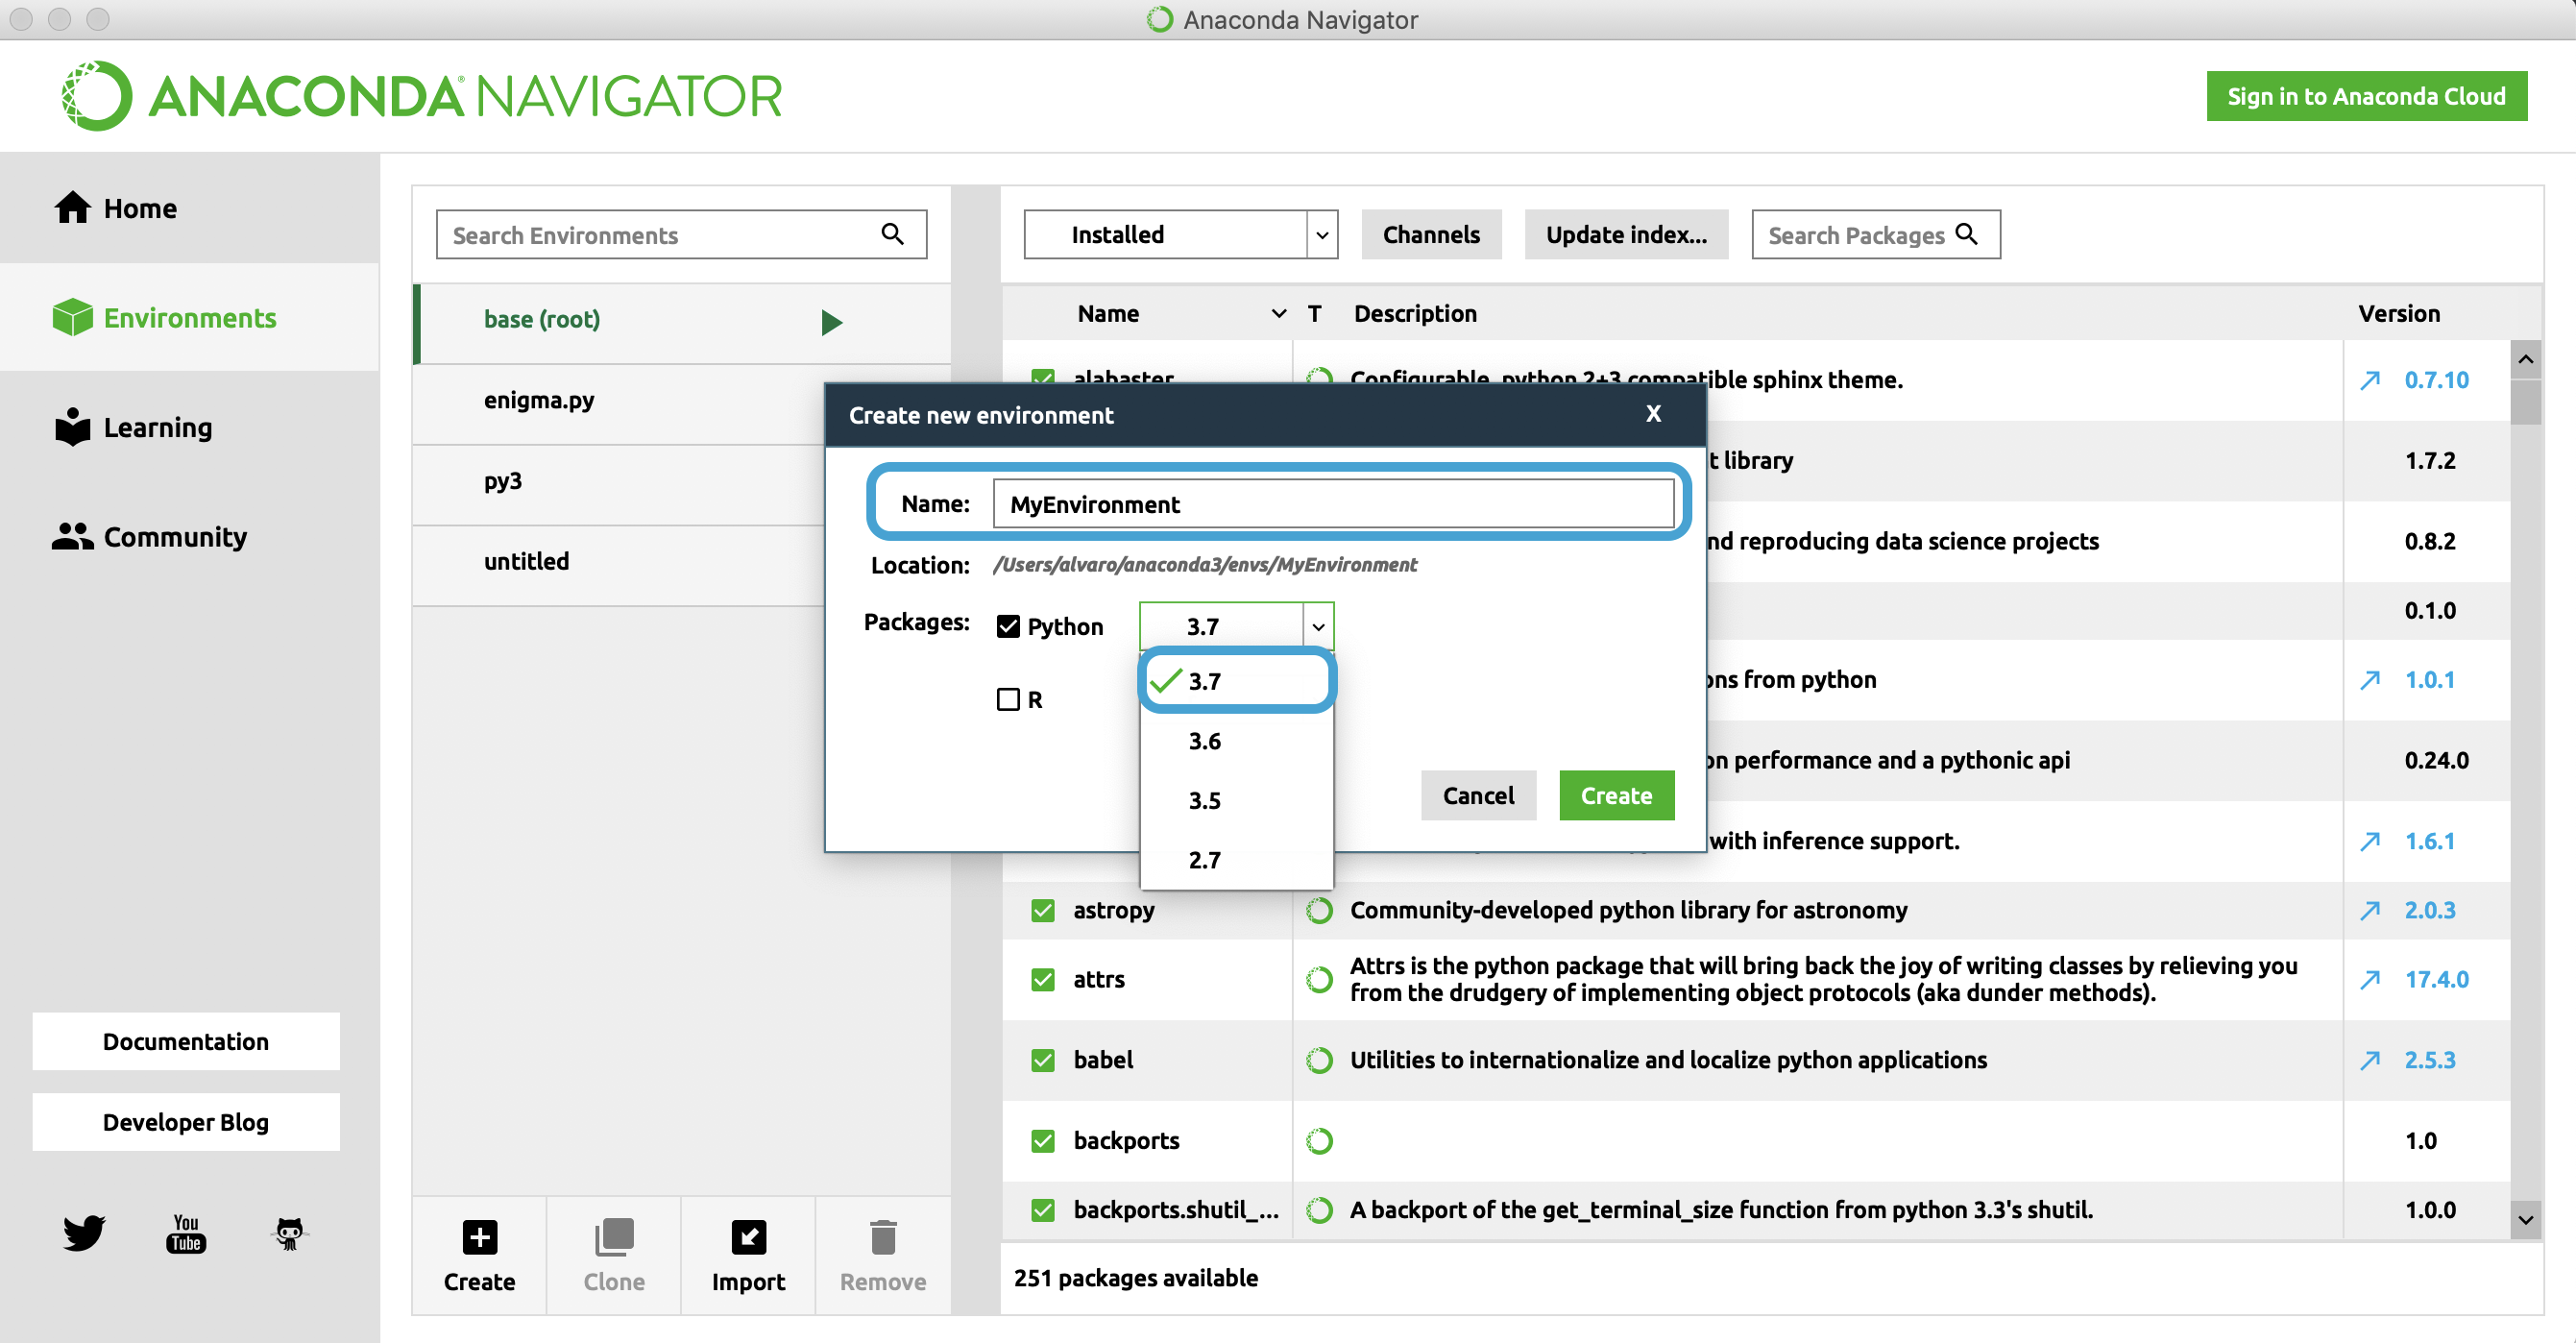 Anaconda Navigator
ANACONDA® NAVIGATOR
Sign in to Anaconda Cloud
Home
Environments
Learning
Community
Documentation
Developer Blog
You
Tube
Search Environments
base (root)
enigma.py
py3
untitled
Create
Clone
Import
Remove
Installed
Channels
Update index...
Search Packages
Name
T
Description
Version
alabaster
Configurable, python 2+3 compatible sphinx theme.
0.7.10
t library
1.7.2
nd reproducing data science projects
0.8.2
0.1.0
ons from python
1.0.1
on performance and a pythonic api
0.24.0
with inference support.
1.6.1
astropy
Community-developed python library for astronomy
2.0.3
attrs
Attrs is the python package that will bring back the joy of writing classes by relieving you
from the drudgery of implementing object protocols (aka dunder methods).
17.4.0
babel
Utilities to internationalize and localize python applications
2.5.3
backports
1.0
backports.shutil_...
A backport of the get_terminal_size function from python 3.3's shutil.
1.0.0
251 packages available
Create new environment
X
Name:
MyEnvironment
Location:
/Users/alvaro/anaconda3/envs/MyEnvironment
Packages:
Python
3.7
3.7
3.6
3.5
2.7
R
Cancel
Create